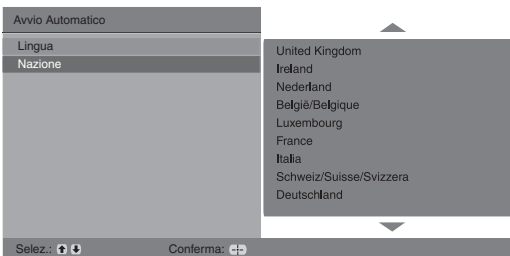 Avvio Automatico
Lingua
Nazione
United Kingdom
Ireland
Nederland
België/Belgique
Luxembourg
France
Italia
Schweiz/Suisse/Svizzera
Deutschland
Selez.: Conferma: